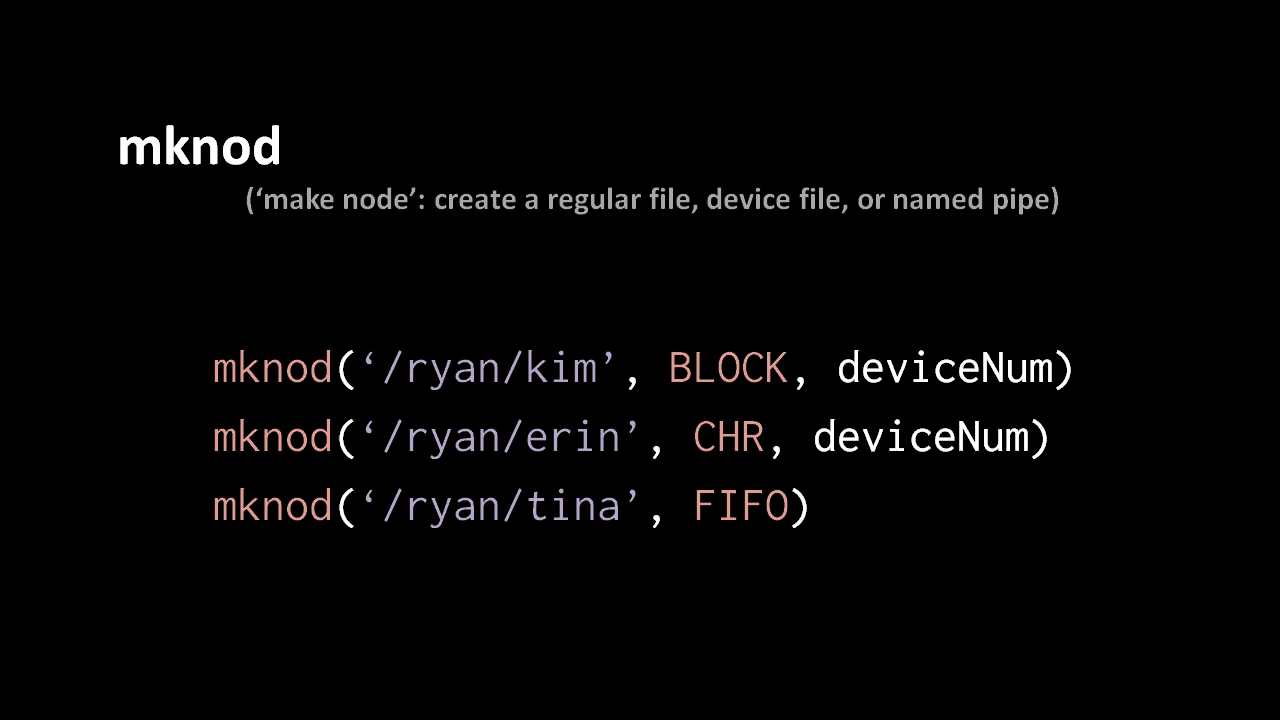 mknod
(‘make node’: create a regular file, device file, or named pipe)
mknod(‘/ryan/kim’, BLOCK, deviceNum)
mknod(‘/ryan/erin’, CHR, deviceNum)
mknod(‘/ryan/tina’, FIFO)